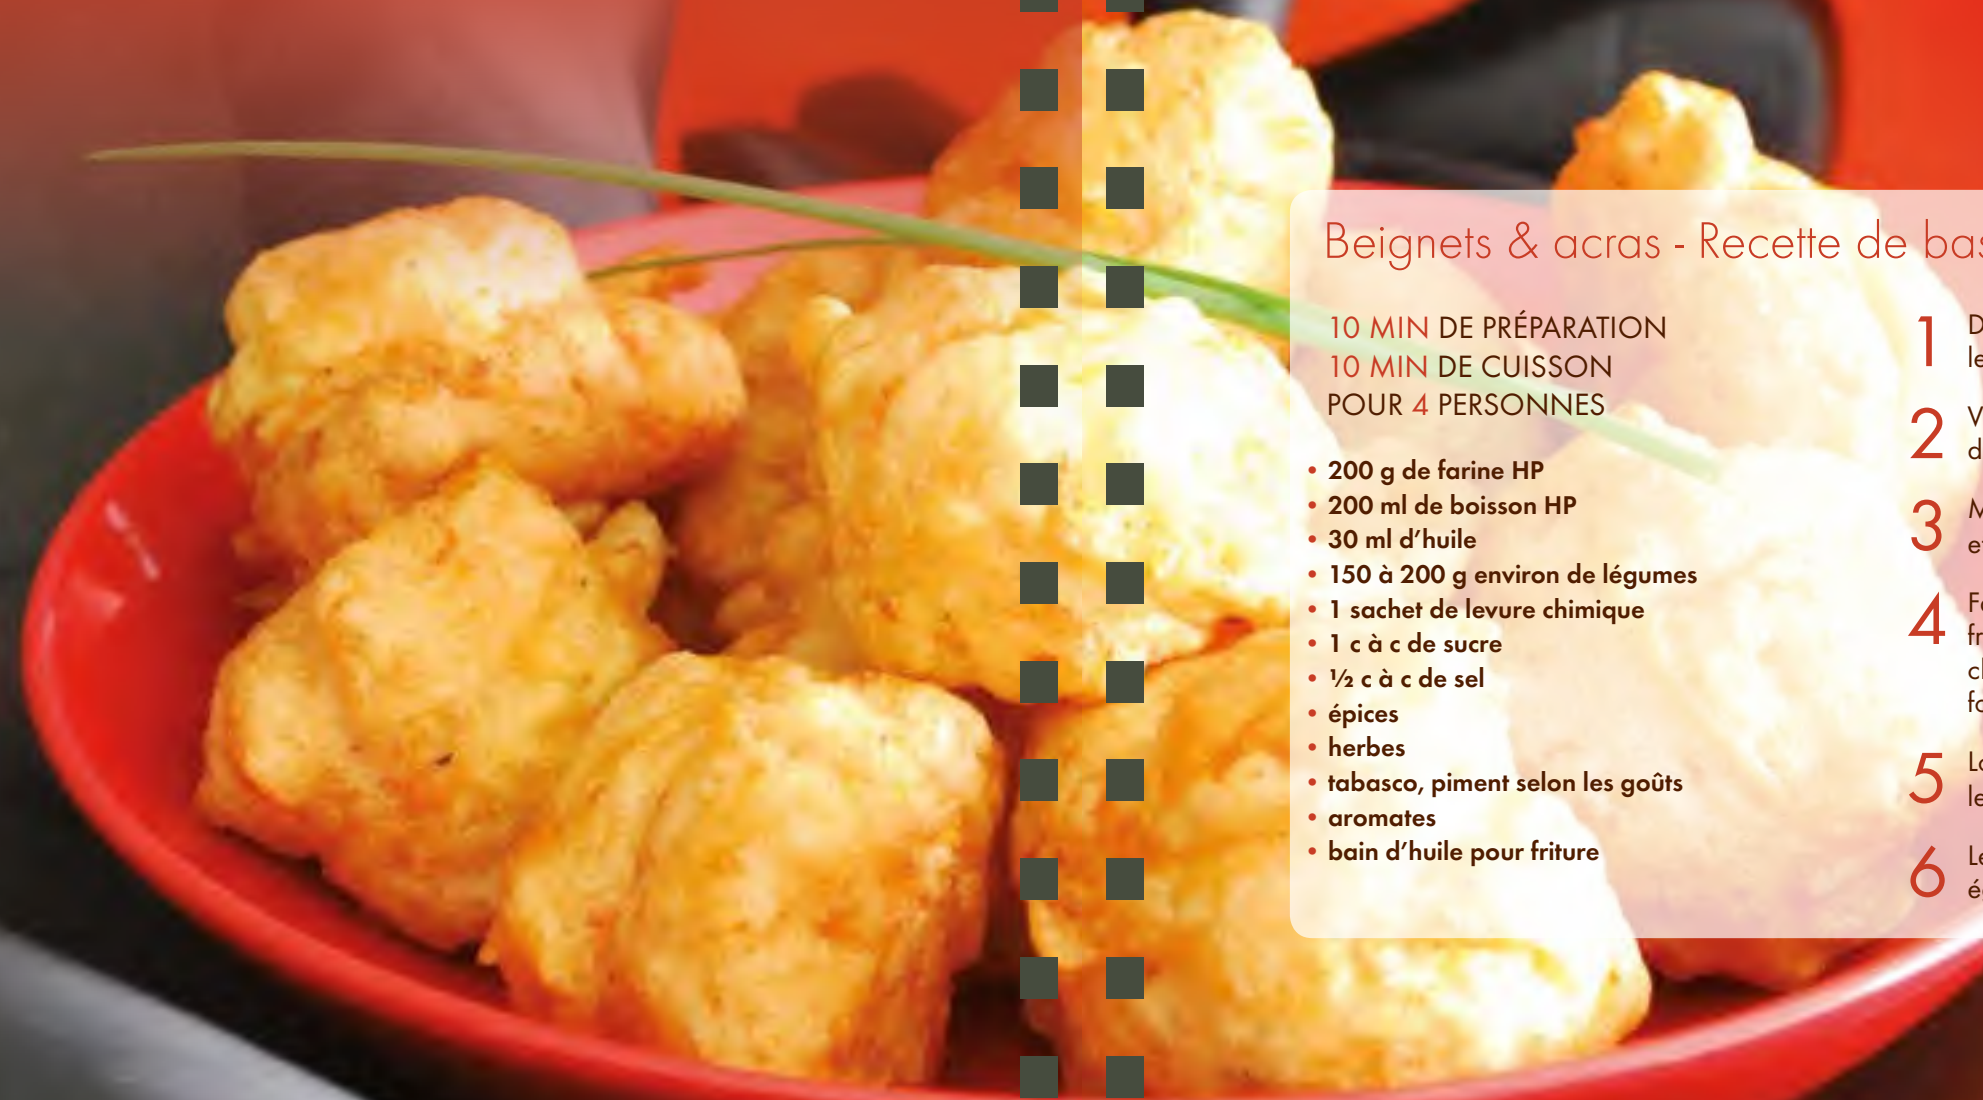 Beignets & acras - Recette de
10 MIN DE PRÉPARATION
10 MIN DE CUISSON
POUR 4 PERSONNES
• 200 g de farine HP
• 200 ml de boisson HP
• 30 ml d’huile
• 150 à 200 g environ de légumes
• 1 sachet de levure chimique
• 1 c à c de sucre
• ½ c à c de sel
• épices
• herbes
• tabasco, piment selon les goûts
• aromates
• bain d’huile pour friture
1
2
3
4
5
6